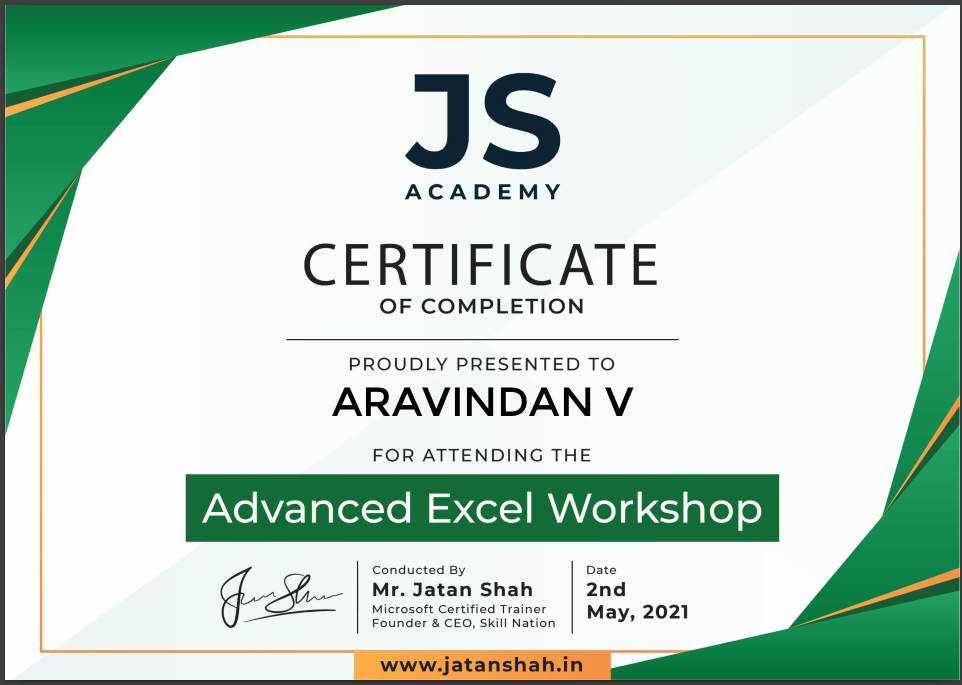 JS
ACADEMY
CERTIFICATE
OF COMPLETION
PROUDLY PRESENTED TO
ARAVINDAN V
FOR ATTENDING THE
Advanced Excel Workshop
Conducted By
Mr. Jatan Shah
Microsoft Certified Trainer
Founder & CEO, Skill Nation
Date
2nd
May, 2021
www.jatanshah.in